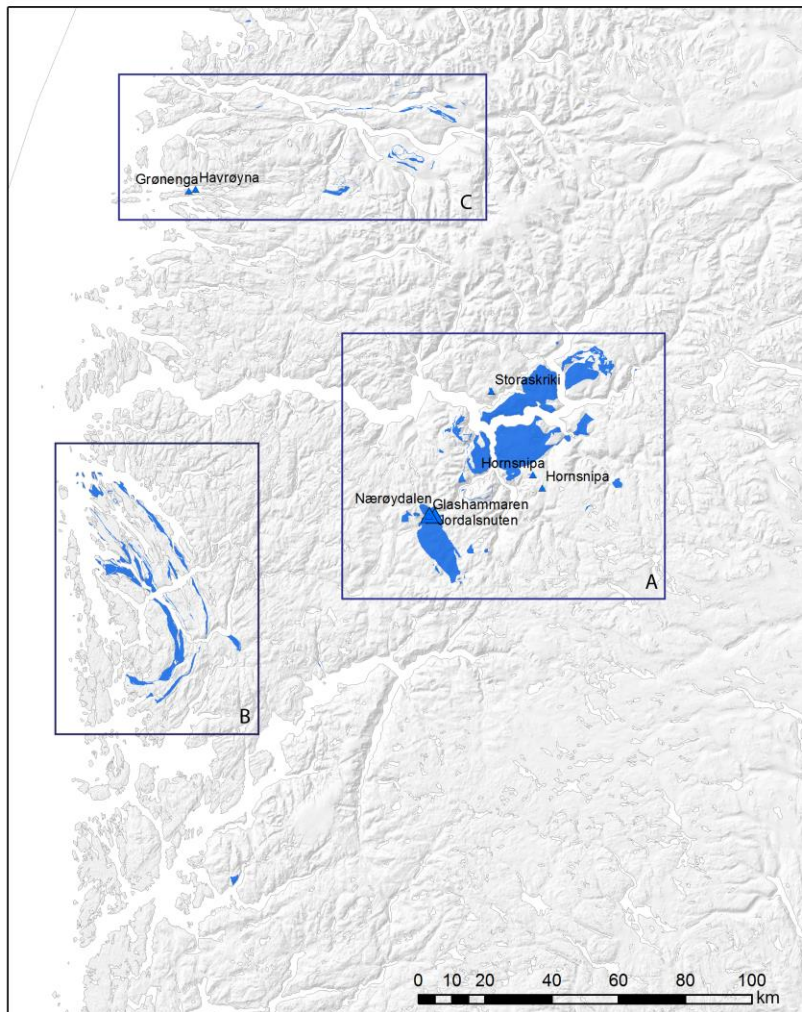 Grønenga Havrøyna
C
Storaskriki
Hornsnipa
Hornsnipa
Nærøydalen
Glashammaren
Jordalsnuten
A
B
0 10 20 40 60 80 100
km